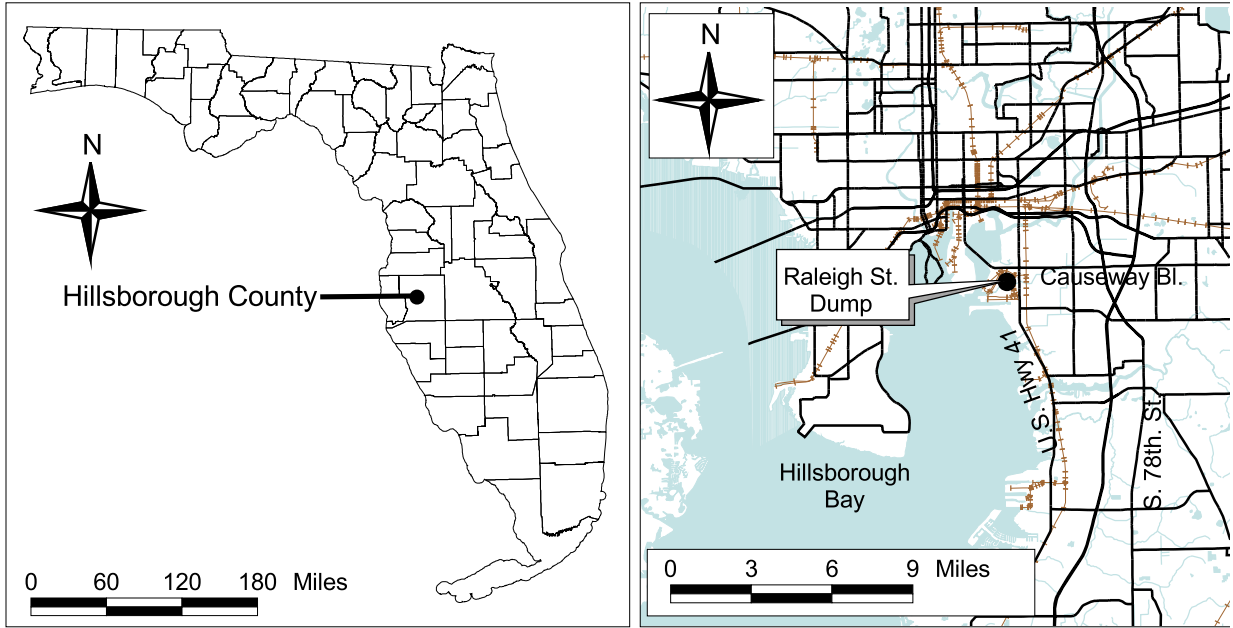 N
Hillsborough County
0 60 120 180 Miles
N
Raleigh St.
Dump
Causeway Bl.
U.S. Hwy 41
S. 78th. St.
Hillsborough
Bay
0 3 6 9 Miles